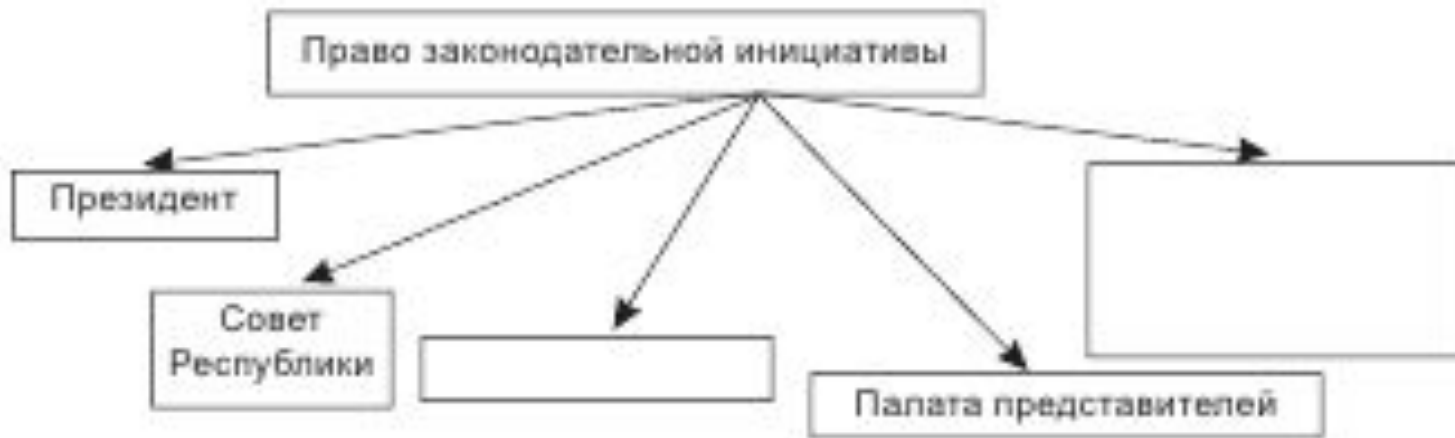 Право законодательной инициативы
Президент
Совет
Республики
Палата представителей